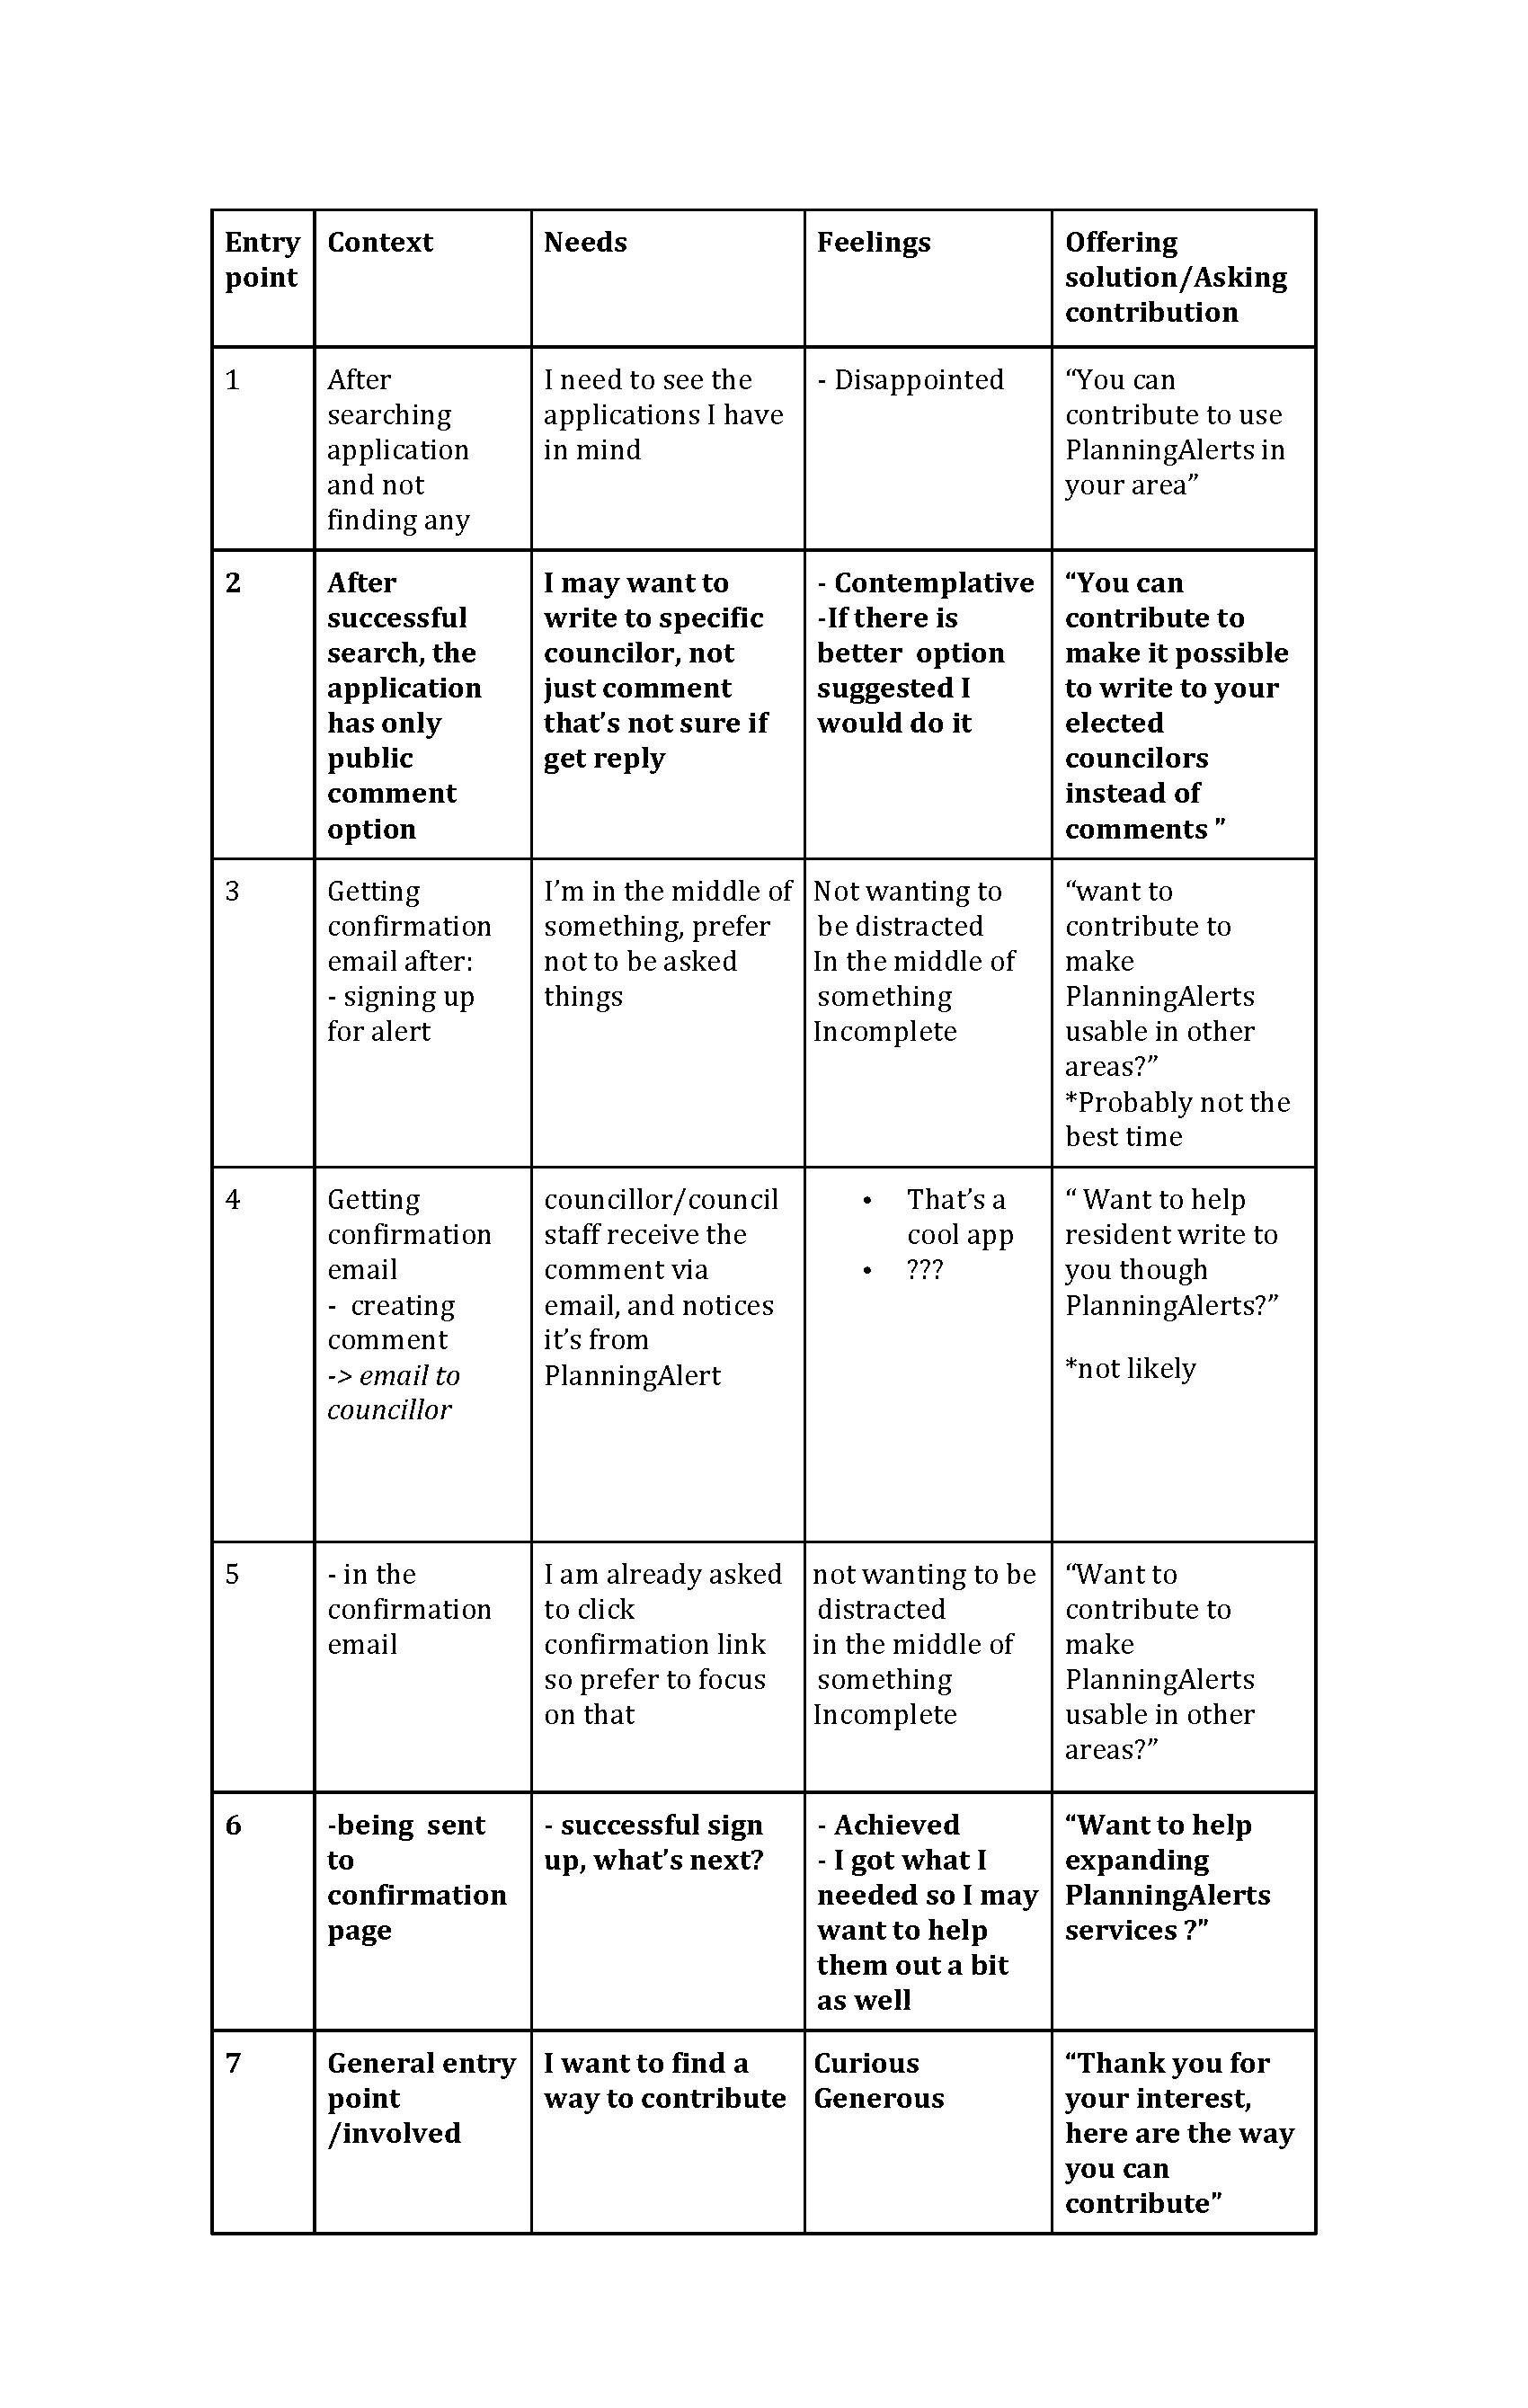 Entry
point
Context
Needs
Feelings
Offering
solution/Asking
contribution
1
After
searching
application
and not
finding any
I need to see the
applications I have
in mind
- Disappointed
“You can
contribute to use
PlanningAlerts in
your area”
2
After
successful
search, the
application
has only
public
comment
option
I may want to
write to specific
councilor, not
just comment
that’s not sure if
get reply
- Contemplative
-If there is
better  option
suggested I
would do it
“You can
contribute to
make it possible
to write to your
elected
councilors
instead of
comments ”
3
Getting
confirmation
email after:
- signing up
for alert
I’m in the middle of
something, prefer
not to be asked
things
Not wanting to
be distracted
In the middle of
something
Incomplete
“want to
contribute to
make
PlanningAlerts
usable in other
areas?”
*Probably not the
best time
4
Getting
confirmation
email
-  creating
comment
-> email to
councillor
councillor/council
staff receive the
comment via
email, and notices
it’s from
PlanningAlert
• That’s a
cool app
• ???
“ Want to help
resident write to
you though
PlanningAlerts?”
*not likely
5
- in the
confirmation
email
I am already asked
to click
confirmation link
so prefer to focus
on that
not wanting to be
distracted
in the middle of
something
Incomplete
“Want to
contribute to
make
PlanningAlerts
usable in other
areas?”
6
-being  sent
to
confirmation
page
- successful sign
up, what’s next?
- Achieved
- I got what I
needed so I may
want to help
them out a bit
as well
“Want to help
expanding
PlanningAlerts
services ?”
7
General entry
point
/involved
I want to find a
way to contribute
Curious
Generous
“Thank you for
your interest,
here are the way
you can
contribute”